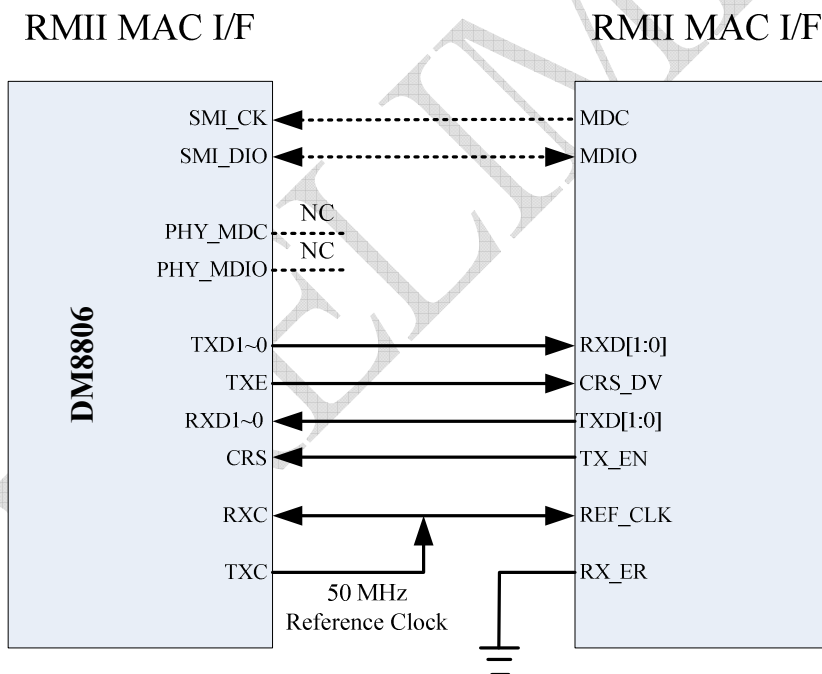 RMII MAC I/F
RMII MAC I/F
SMI_CK
MDC
SMI_DIO
MDIO
NC
PHY_MDC
NC
PHY_MDIO
DM8806
TXD1~0
RXD[1:0]
TXE
CRS_DV
RXD1~0
TXD[1:0]
CRS
TX_EN
RXC
REF_CLK
TXC
RX_ER
50 MHz
Reference Clock